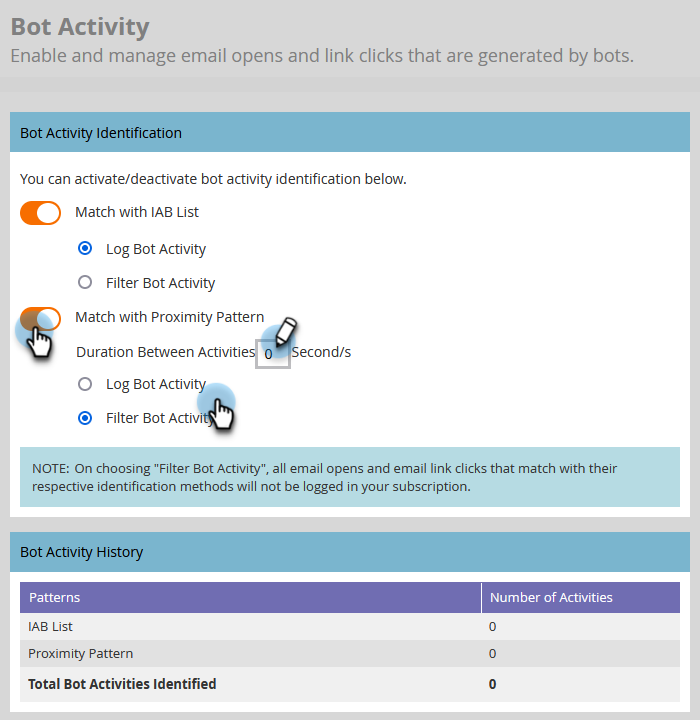 Bot Activity
Enable and manage email opens and link clicks that are generated by bots.
Bot Activity Identification
You can activate/deactivate bot activity identification below.
Match with IAB List
Log Bot Activity
Filter Bot Activity
Match with Proximity Pattern
Duration Between Activities 0 Second/s
Log Bot Activity
Filter Bot Activity
NOTE: On choosing "Filter Bot Activity", all email opens and email link clicks that match with their
respective identification methods will not be logged in your subscription.
Bot Activity History
Patterns Number of Activities
IAB List 0
Proximity Pattern 0
Total Bot Activities Identified 0